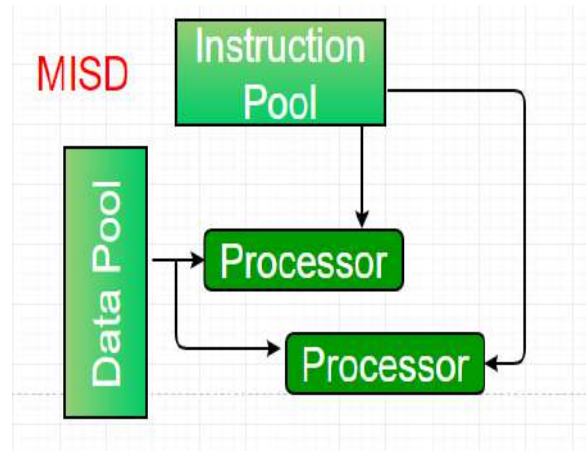 MISD
Instruction
Pool
Data Pool
Processor
Processor